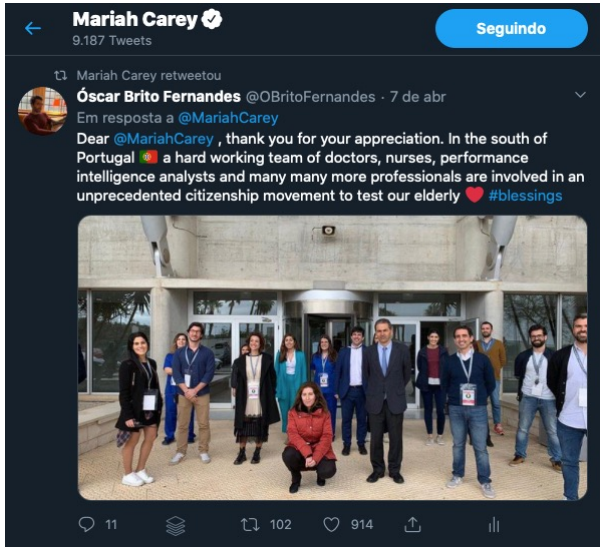 Mariah Carey
9.187 Tweets
Seguindo
Mariah Carey retweetou
Óscar Brito Fernandes @OBritoFernandes · 7 de abr
Em resposta a @MariahCarey
Dear @MariahCarey , thank you for your appreciation. In the south of
Portugal 🇵🇹 a hard working team of doctors, nurses, performance
intelligence analysts and many many more professionals are involved in an
unprecedented citizenship movement to test our elderly ❤️ #blessings
11
102
914